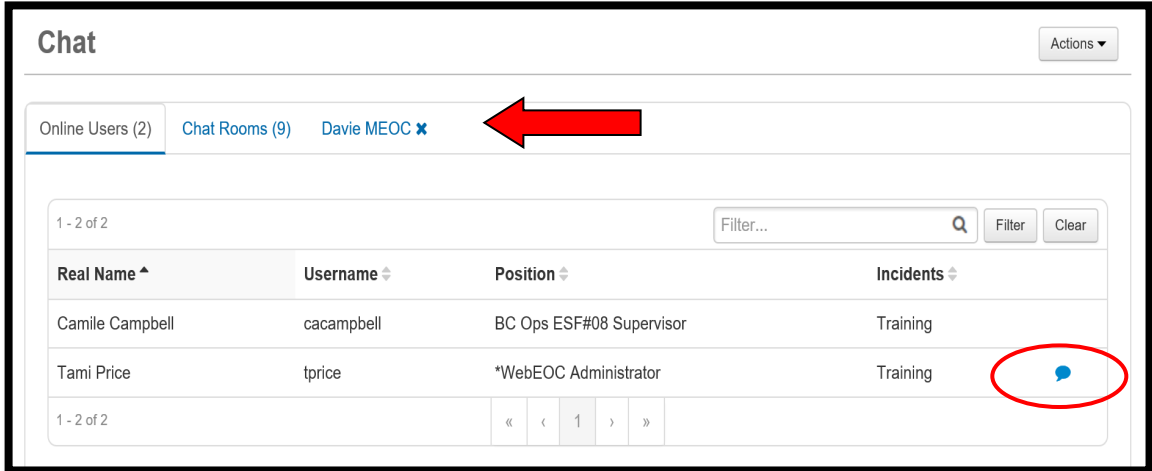 Chat
Actions
Online Users (2) Chat Rooms (9) Davie MEOC
1 - 2 of 2 Filter... Filter Clear
Real Name Username Position Incidents
Camile Campbell cacampbell BC Ops ESF#08 Supervisor Training
Tami Price tprice *WebEOC Administrator Training
1 - 2 of 2 « ‹ 1 › »